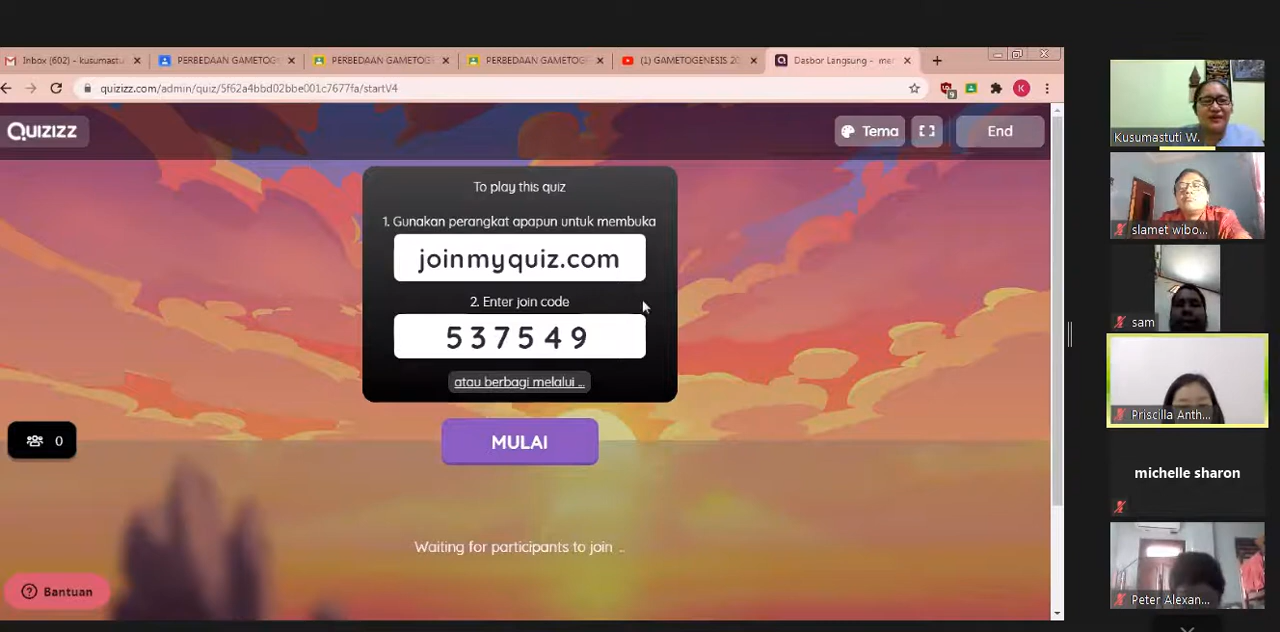 Inbox (602) - kusumastu
PERBEDAAN GAMETOG
PERBEDAAN GAMETOG
PERBEDAAN GAMETOG
(1) GAMETOGENESIS 20
Dasbor Langsung - me
quizizz.com/admin/quiz/5f62a4bbd02bbe001c7677fa/startV4
9
K
QUIZIZZ
Tema
End
To play this quiz
1. Gunakan perangkat apapun untuk membuka
joinmyquiz.com
2. Enter join code
537549
atau berbagi melalui ...
MULAI
0
Waiting for participants to join ..
Bantuan
Kusumastuti W.
slamet wibo...
sam
Priscilla Anth...
michelle sharon
Peter Alexan...